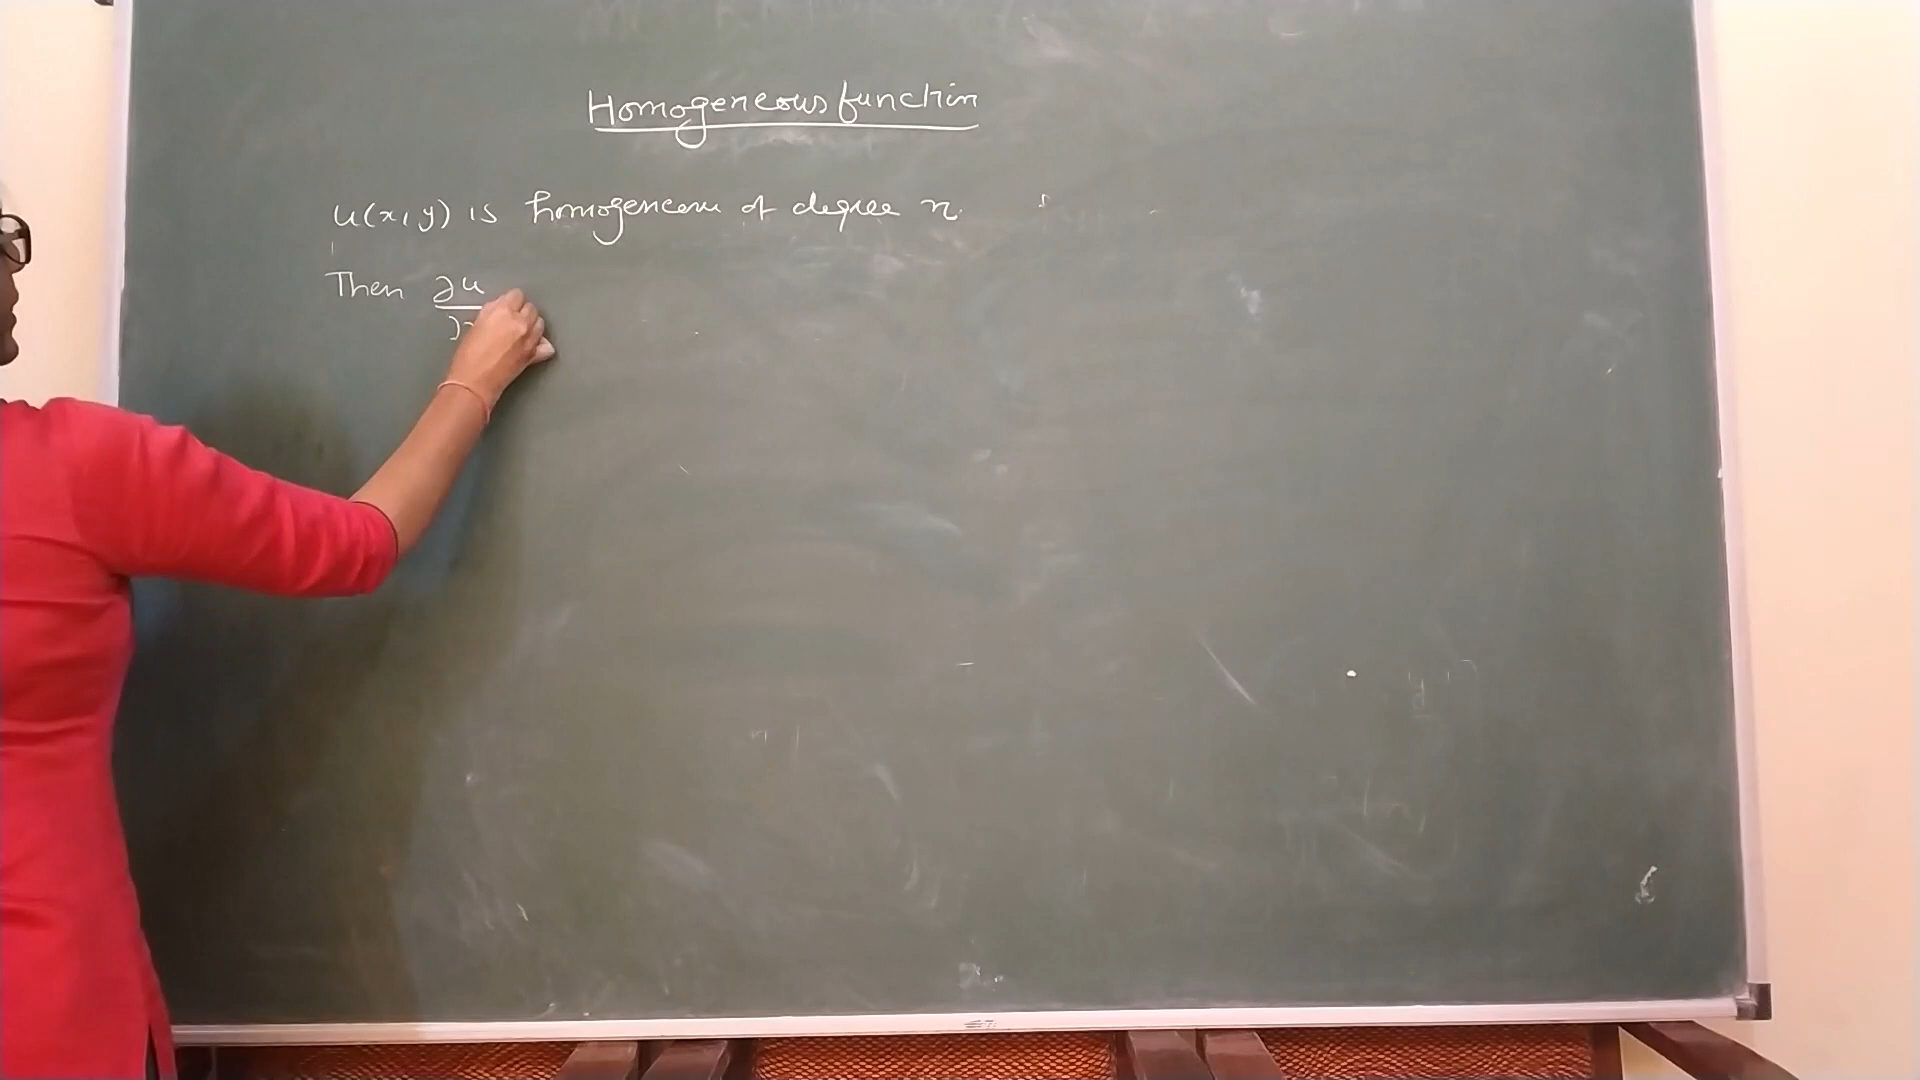 Homogeneous function
u(x, y) is homogeneous of degree n.
Then ∂u
∂x